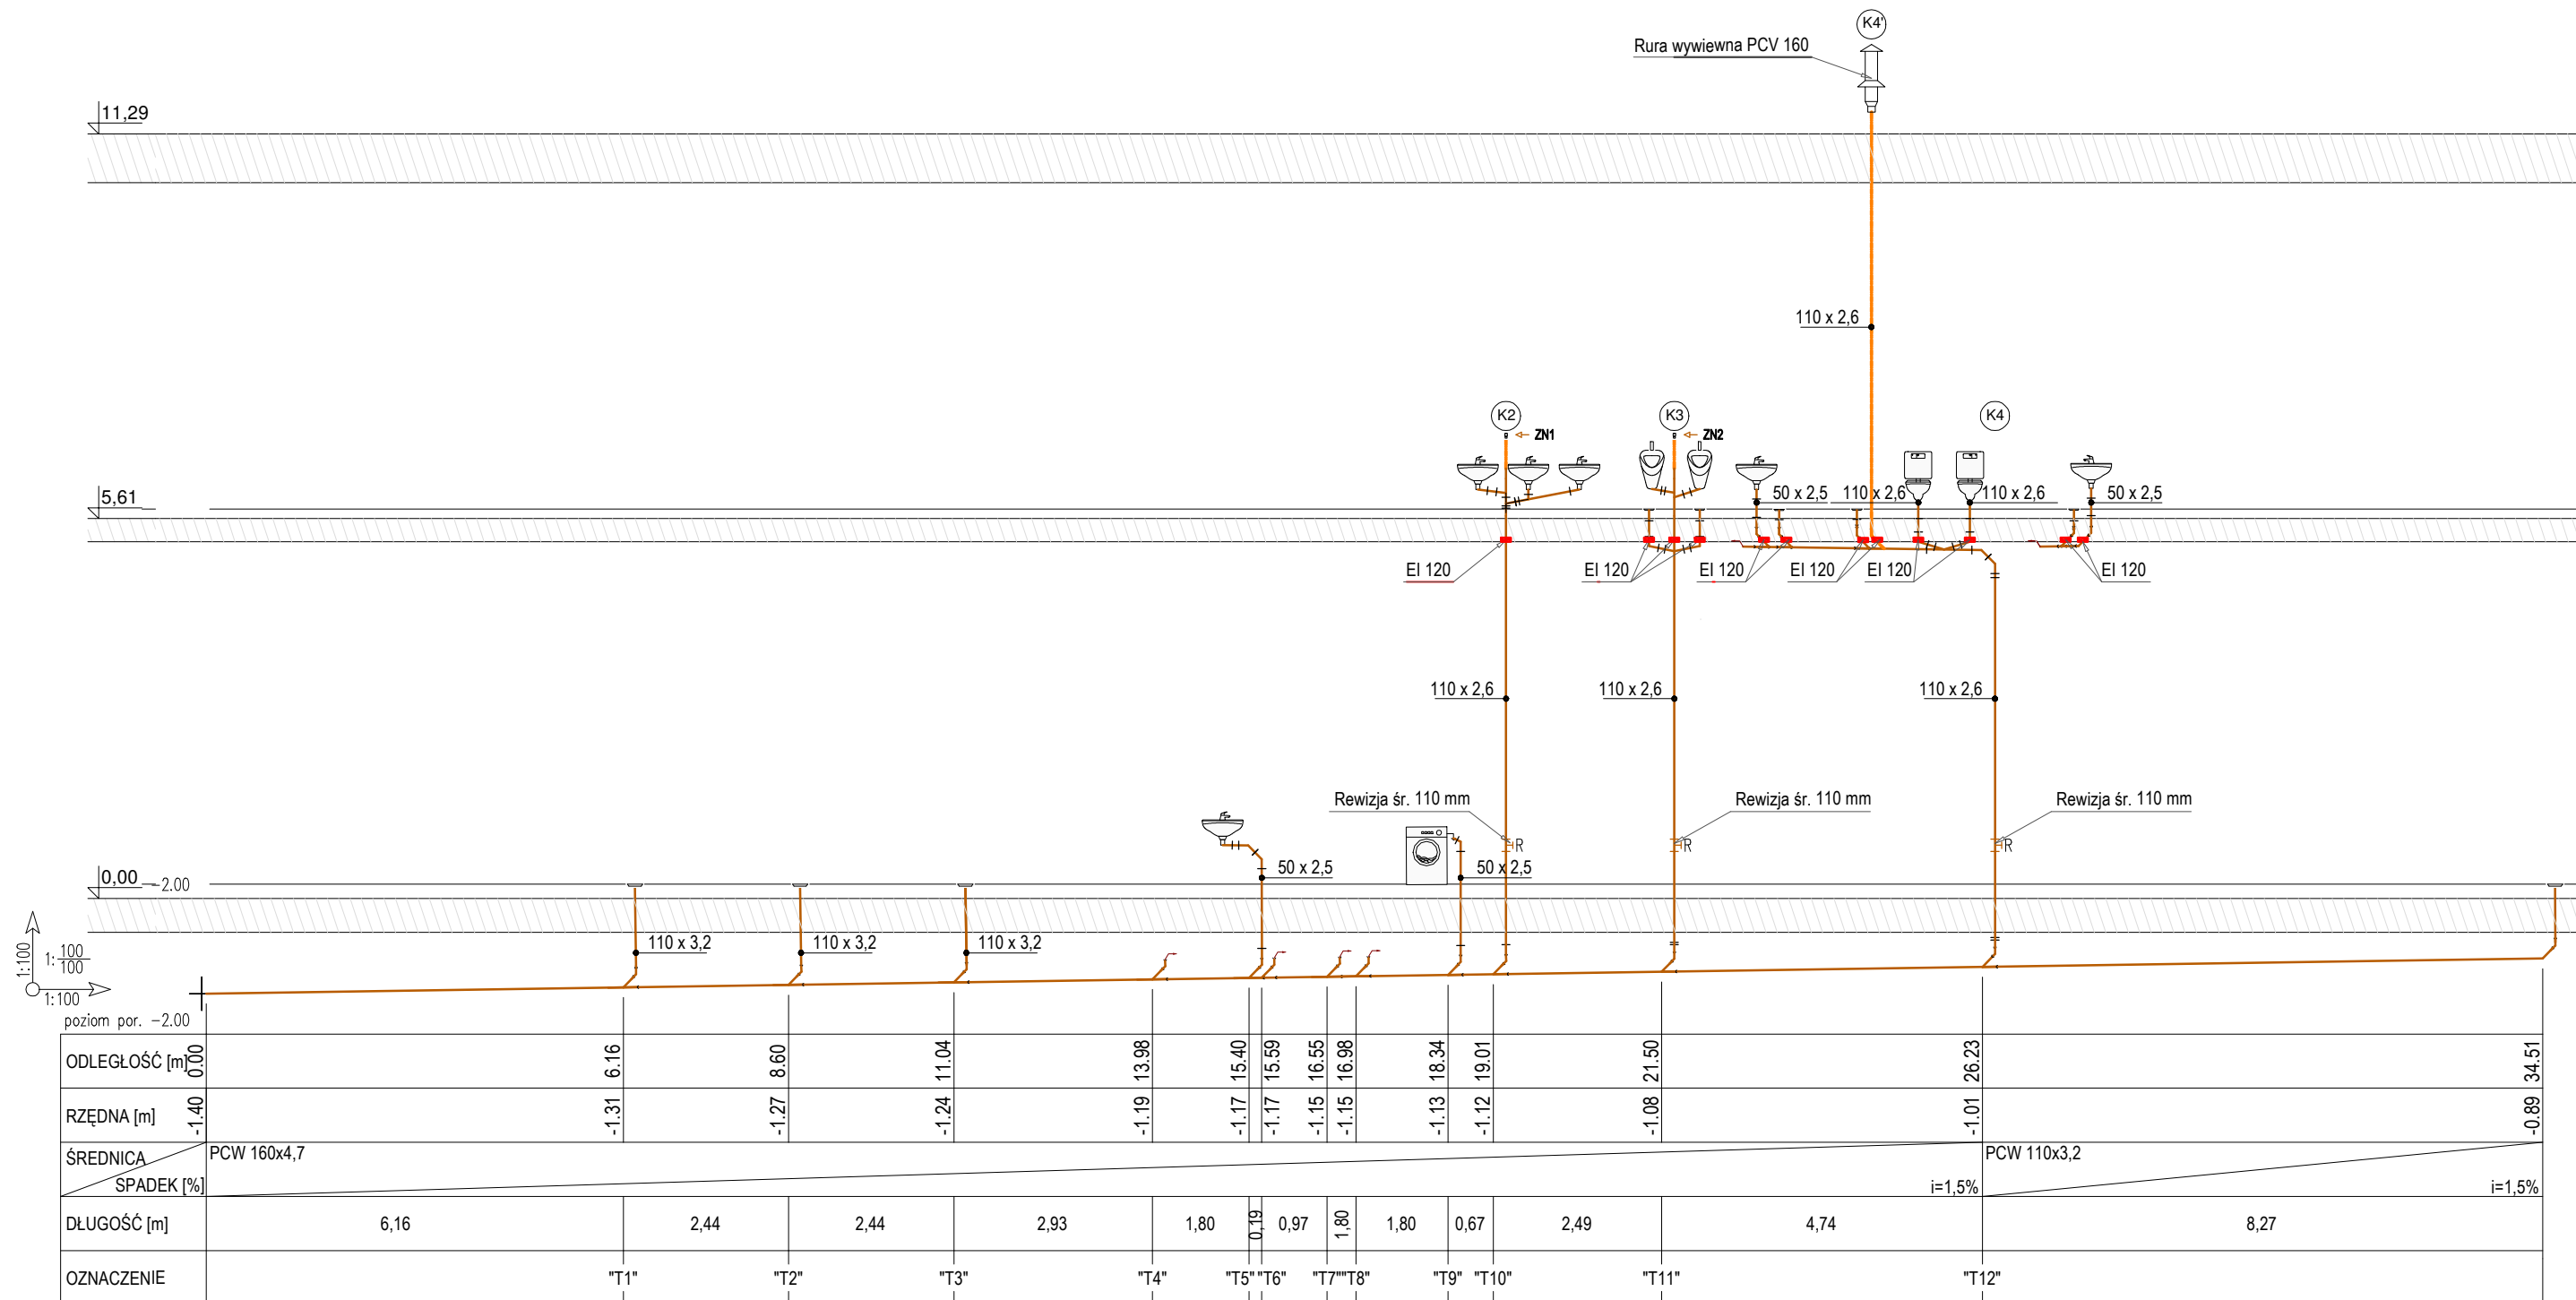 K4'
Rura wywiewna PCV 160
11,29
110 x 2,6
K2
K3
K4
ZN1
ZN2
5,61
50 x 2,5
110 x 2,6
110 x 2,6
50 x 2,5
EI 120
EI 120
EI 120
EI 120
EI 120
EI 120
110 x 2,6
110 x 2,6
110 x 2,6
Rewizja śr. 110 mm
Rewizja śr. 110 mm
Rewizja śr. 110 mm
R
R
R
0,00
-2.00
50 x 2,5
50 x 2,5
110 x 3,2
110 x 3,2
110 x 3,2
1:100
1:100/100
1:100
poziom por. -2.00
ODLEGŁOŚĆ [m] 0.00 6.16 8.60 11.04 13.98 15.40 15.59 16.55 16.98 18.34 19.01 21.50 26.23 34.51
RZĘDNA [m] -1.40 -1.31 -1.27 -1.24 -1.19 -1.17 -1.17 -1.15 -1.15 -1.13 -1.12 -1.08 -1.01 -0.89
ŚREDNICA PCW 160x4,7 PCW 110x3,2
SPADEK [%] i=1,5% i=1,5%
DŁUGOŚĆ [m] 6,16 2,44 2,44 2,93 1,80 0,19 0,97 1,80 1,80 0,67 2,49 4,74 8,27
OZNACZENIE "T1" "T2" "T3" "T4" "T5" "T6" "T7" "T8" "T9" "T10" "T11" "T12"